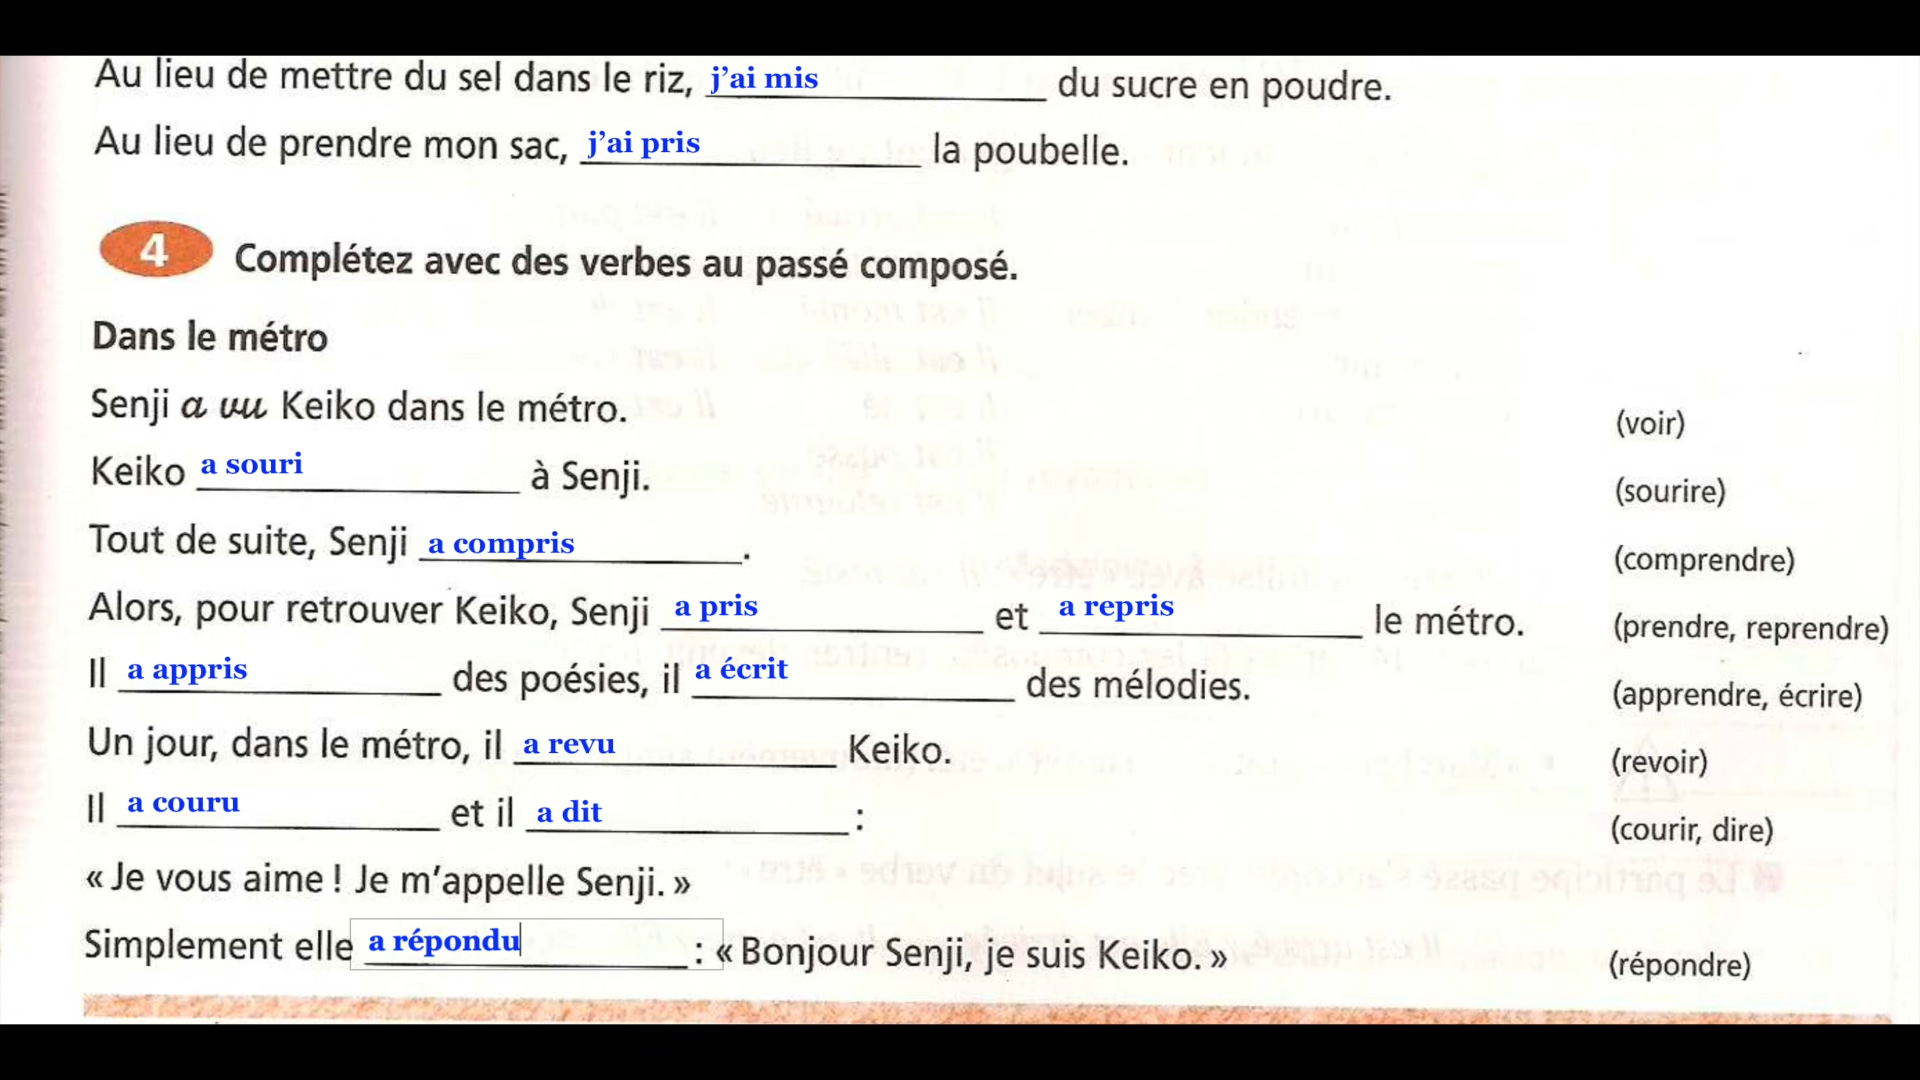 Au lieu de mettre du sel dans le riz, j'ai mis du sucre en poudre.
Au lieu de prendre mon sac, j'ai pris la poubelle.
4 Complétez avec des verbes au passé composé.
Dans le métro
Senji a vu Keiko dans le métro. (voir)
Keiko a souri à Senji. (sourire)
Tout de suite, Senji a compris. (comprendre)
Alors, pour retrouver Keiko, Senji a pris et a repris le métro. (prendre, reprendre)
Il a appris des poésies, il a écrit des mélodies. (apprendre, écrire)
Un jour, dans le métro, il a revu Keiko. (revoir)
Il a couru et il a dit : (courir, dire)
« Je vous aime ! Je m'appelle Senji. »
Simplement elle a répondu : « Bonjour Senji, je suis Keiko. » (répondre)